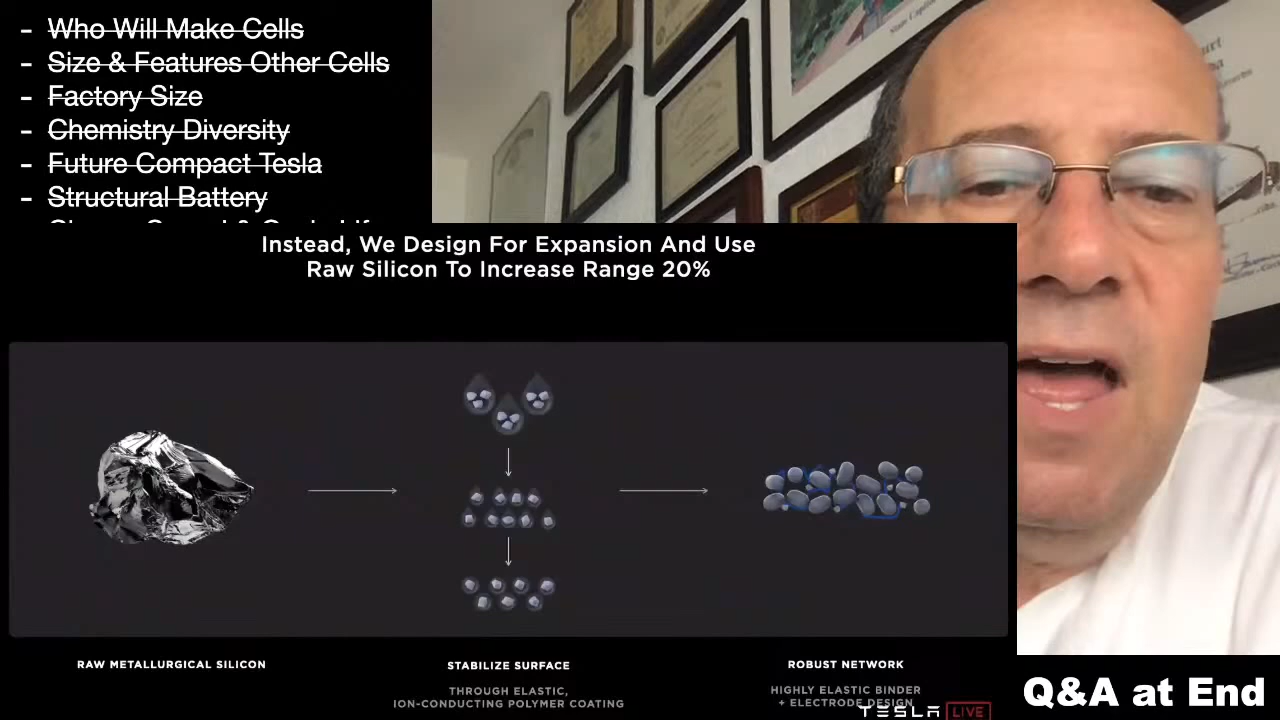 - Who Will Make Cells
- Size & Features Other Cells
- Factory Size
- Chemistry Diversity
- Future Compact Tesla
- Structural Battery
Instead, We Design For Expansion And Use
Raw Silicon To Increase Range 20%
RAW METALLURGICAL SILICON
STABILIZE SURFACE
THROUGH ELASTIC,
ION-CONDUCTING POLYMER COATING
ROBUST NETWORK
HIGHLY ELASTIC BINDER
+ ELECTRODE DESIGN
TESLA LIVE
Q&A at End